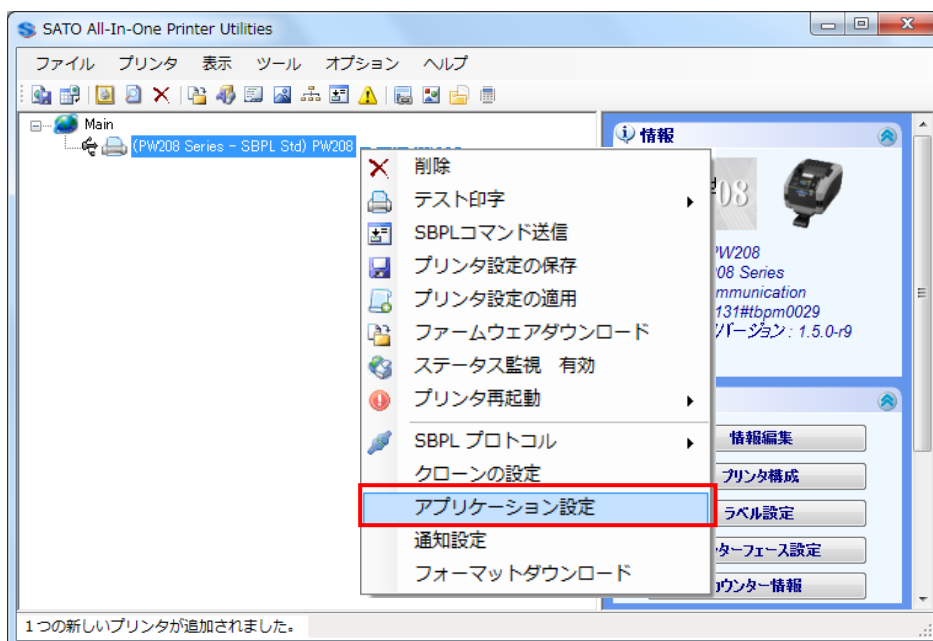 SATO All-In-One Printer Utilities
ファイル プリンタ 表示 ツール オプション ヘルプ
Main
(PW208 Series - SBPL Std) PW208
削除
テスト印字
SBPLコマンド送信
プリンタ設定の保存
プリンタ設定の適用
ファームウェアダウンロード
ステータス監視 有効
プリンタ再起動
SBPL プロトコル
クローンの設定
アプリケーション設定
通知設定
フォーマットダウンロード
情報
08
PW208
08 Series
mmunication
131#tbpm0029
バージョン : 1.5.0-r9
情報編集
プリンタ構成
ラベル設定
ターフェース設定
カウンター情報
1つの新しいプリンタが追加されました。